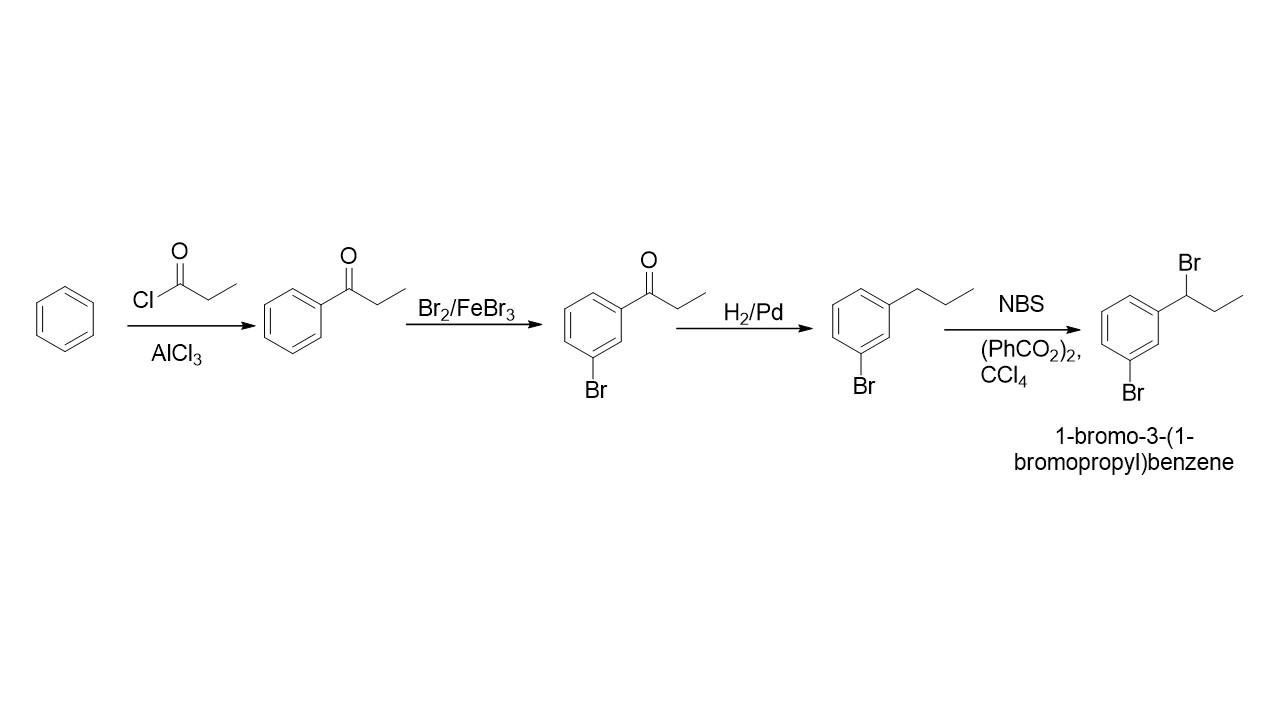 O
Cl
AlCl3
O
Br2/FeBr3
O
Br
H2/Pd
Br
NBS
(PhCO2)2,
CCl4
Br
Br
1-bromo-3-(1-
bromopropyl)benzene